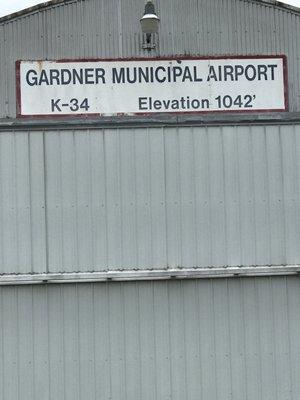 GARDNER MUNICIPAL AIRPORT
K-34 Elevation 1042'